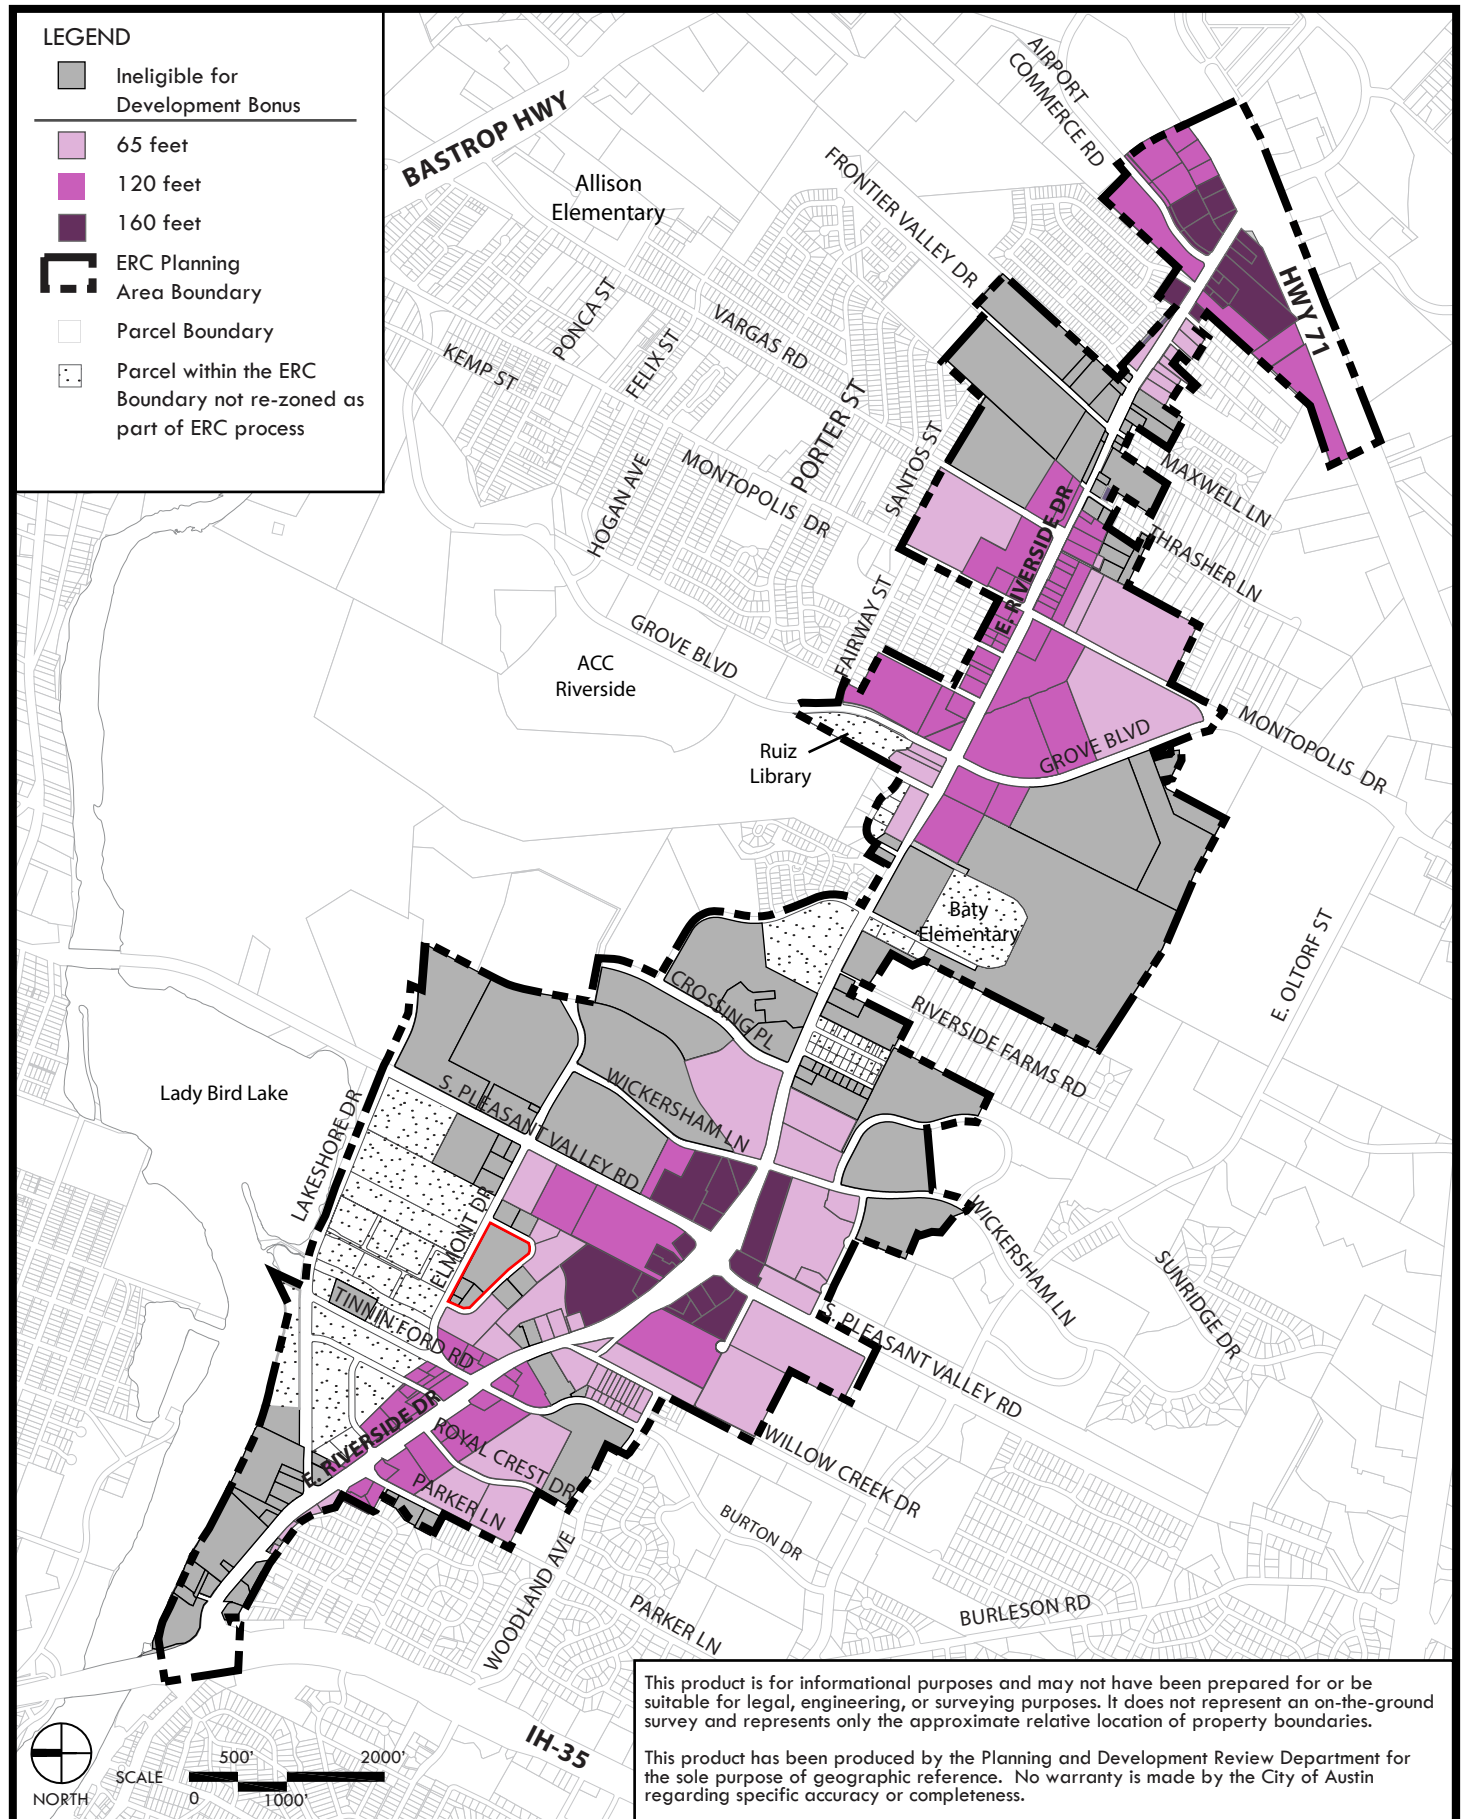 LEGEND
Ineligible for
Development Bonus
65 feet
120 feet
160 feet
ERC Planning
Area Boundary
Parcel Boundary
Parcel within the ERC
Boundary not re-zoned as
part of ERC process
BASTROP HWY
Allison
Elementary
AIRPORT
COMMERCE RD
FRONTIER VALLEY DR
HWY 71
PONCA ST
VARGAS RD
FELIX ST
KEMP ST
PORTER ST
SANTOS ST
MONTOPOLIS DR
HOGAN AVE
MAXWELL LN
THRASHER LN
E. RIVERSIDE DR
FAIRWAY ST
GROVE BLVD
ACC
Riverside
Ruiz
Library
GROVE BLVD
MONTOPOLIS DR
Baty
Elementary
E. OLTORF ST
CROSSING PL
RIVERSIDE FARMS RD
Lady Bird Lake
LAKESHORE DR
S. PLEASANT VALLEY RD
WICKERSHAM LN
ELMONT DR
WICKERSHAM LN
SUNRIDGE DR
TINNIN FORD RD
S. PLEASANT VALLEY RD
E. RIVERSIDE DR
ROYAL CREST DR
PARKER LN
WILLOW CREEK DR
BURTON DR
WOODLAND AVE
PARKER LN
BURLESON RD
IH-35
NORTH
SCALE
500'
2000'
0
1000'
This product is for informational purposes and may not have been prepared for or be
suitable for legal, engineering, or surveying purposes. It does not represent an on-the-ground
survey and represents only the approximate relative location of property boundaries.
This product has been produced by the Planning and Development Review Department for
the sole purpose of geographic reference. No warranty is made by the City of Austin
regarding specific accuracy or completeness.